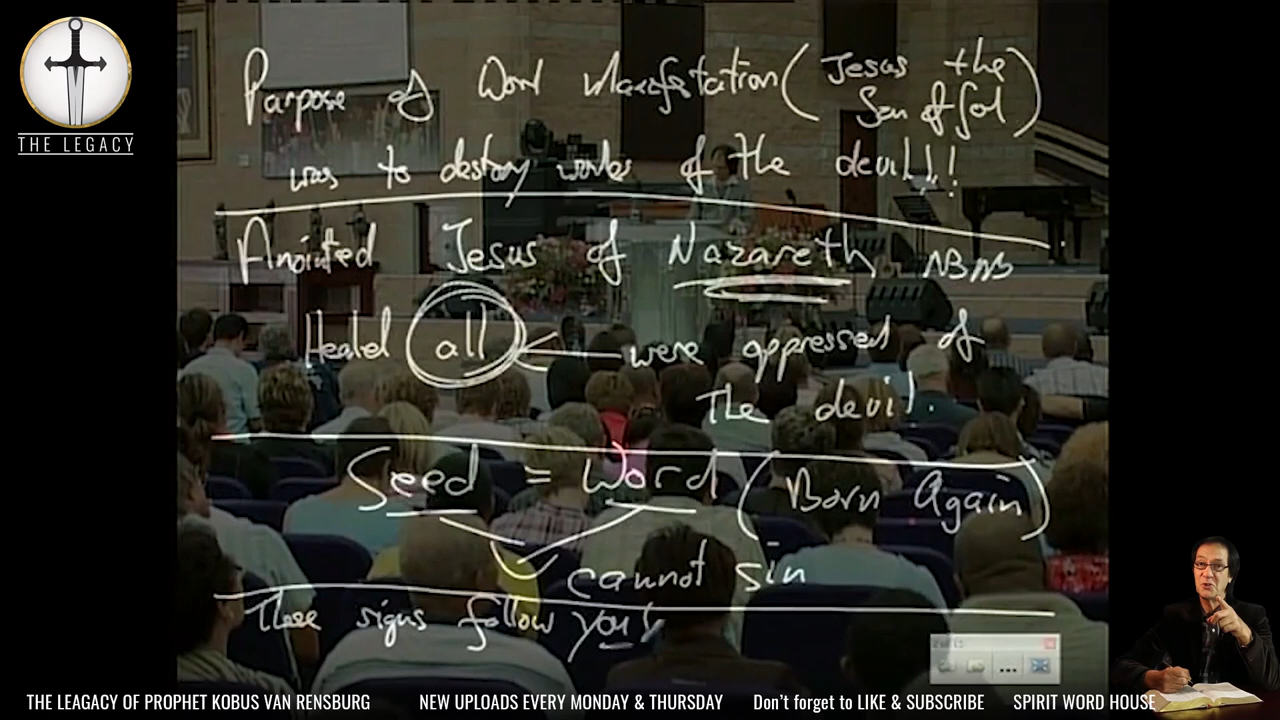 Purpose of Word Manifestation (Jesus the
Son of God)
was to destroy works of the devil!!!
Anointed Jesus of Nazareth NBNB
Healed all were oppressed of
the devil.
Seed = Word (Born Again)
cannot sin
These signs follow you!
THE LEGACY
THE LEAGACY OF PROPHET KOBUS VAN RENSBURG NEW UPLOADS EVERY MONDAY & THURSDAY Don't forget to LIKE & SUBSCRIBE SPIRIT WORD HOUSE